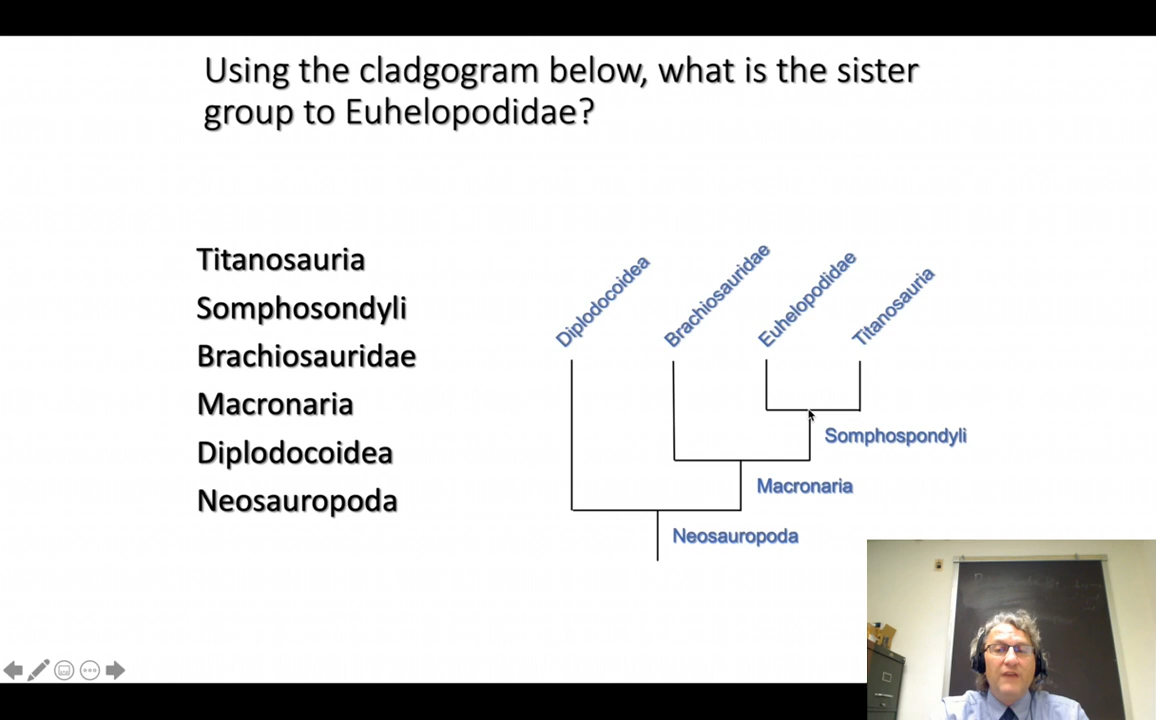 Using the cladgogram below, what is the sister
group to Euhelopodidae?
Titanosauria
Somphosondyli
Brachiosauridae
Macronaria
Diplodocoidea
Neosauropoda
Diplodocoidea
Brachiosauridae
Euhelopodidae
Titanosauria
Somphospondyli
Macronaria
Neosauropoda